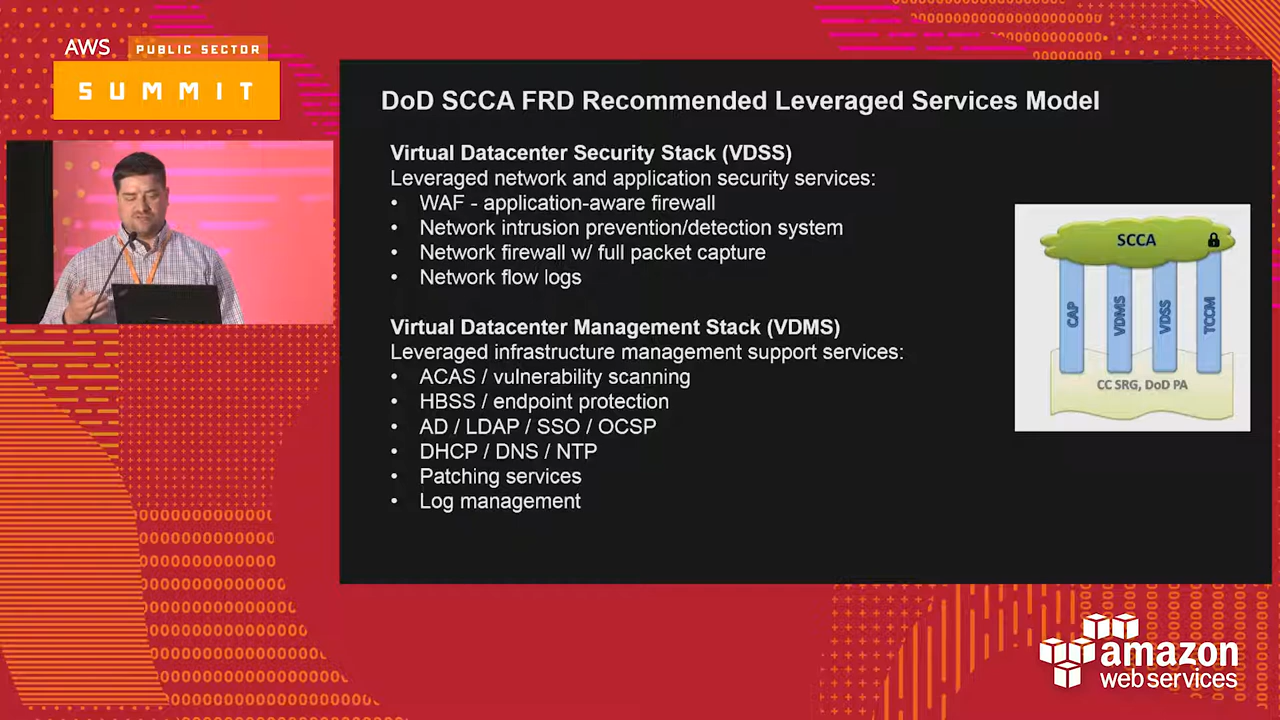 AWS PUBLIC SECTOR
SUMMIT
DoD SCCA FRD Recommended Leveraged Services Model
Virtual Datacenter Security Stack (VDSS)
Leveraged network and application security services:
• WAF - application-aware firewall
• Network intrusion prevention/detection system
• Network firewall w/ full packet capture
• Network flow logs
Virtual Datacenter Management Stack (VDMS)
Leveraged infrastructure management support services:
• ACAS / vulnerability scanning
• HBSS / endpoint protection
• AD / LDAP / SSO / OCSP
• DHCP / DNS / NTP
• Patching services
• Log management
SCCA
CAP
VDMS
VDSS
TCCM
CC SRG, DoD PA
amazon
web services